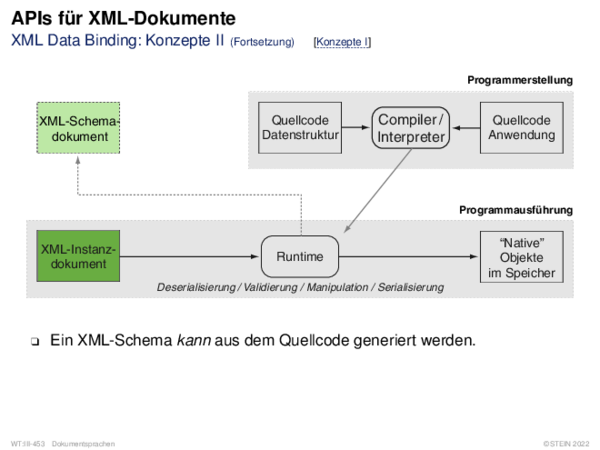 APIs für XML-Dokumente
XML Data Binding: Konzepte II (Fortsetzung) [Konzepte I]
Programmerstellung
XML-Schema-
dokument
Quellcode
Datenstruktur
Compiler /
Interpreter
Quellcode
Anwendung
Programmausführung
XML-Instanz-
dokument
Runtime
“Native”
Objekte
im Speicher
Deserialisierung / Validierung / Manipulation / Serialisierung
❑ Ein XML-Schema kann aus dem Quellcode generiert werden.
WT:III-453 Dokumentsprachen
©STEIN 2022